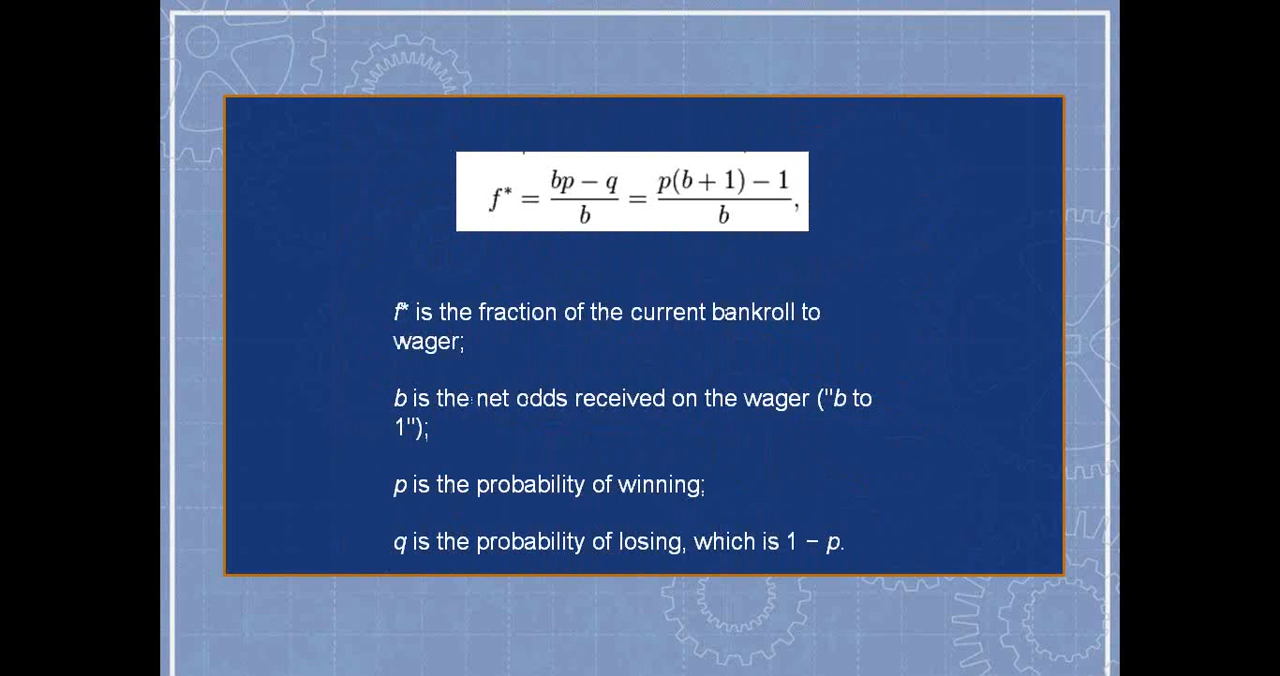 f* = (bp − q)/b = (p(b + 1) − 1)/b,
f* is the fraction of the current bankroll to
wager;
b is the net odds received on the wager ("b to
1");
p is the probability of winning;
q is the probability of losing, which is 1 − p.